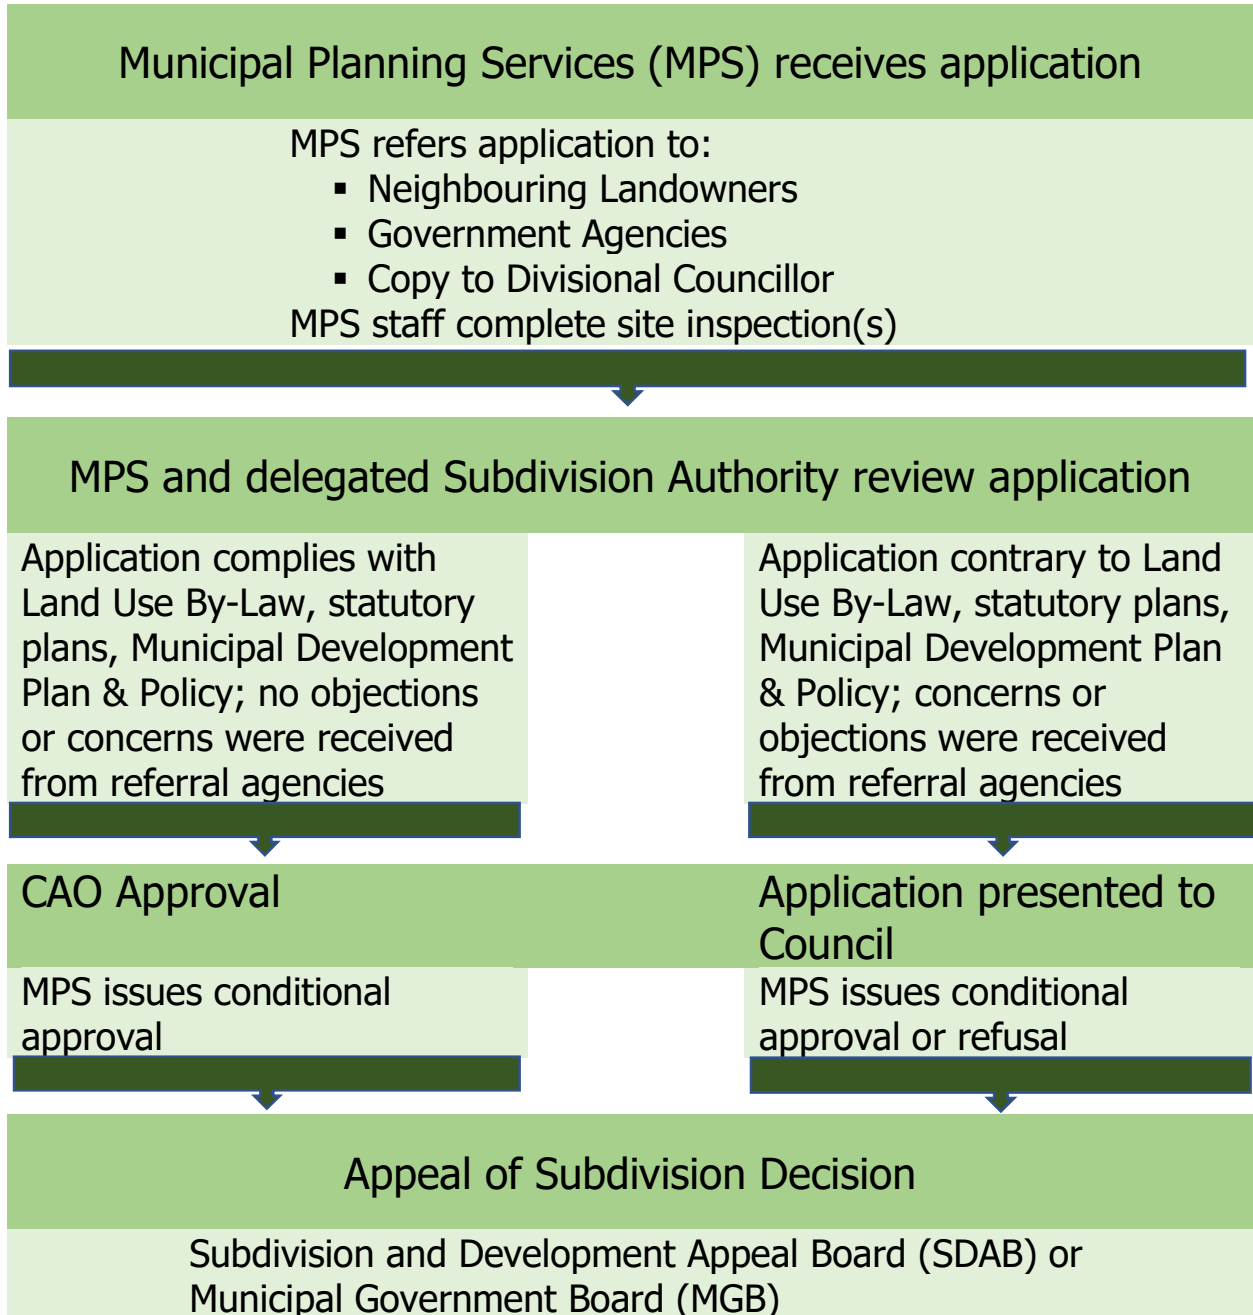 Municipal Planning Services (MPS) receives application
MPS refers application to:
▪ Neighbouring Landowners
▪ Government Agencies
▪ Copy to Divisional Councillor
MPS staff complete site inspection(s)
MPS and delegated Subdivision Authority review application
Application complies with
Land Use By-Law, statutory
plans, Municipal Development
Plan & Policy; no objections
or concerns were received
from referral agencies
Application contrary to Land
Use By-Law, statutory plans,
Municipal Development Plan
& Policy; concerns or
objections were received
from referral agencies
CAO Approval
MPS issues conditional
approval
Application presented to
Council
MPS issues conditional
approval or refusal
Appeal of Subdivision Decision
Subdivision and Development Appeal Board (SDAB) or
Municipal Government Board (MGB)